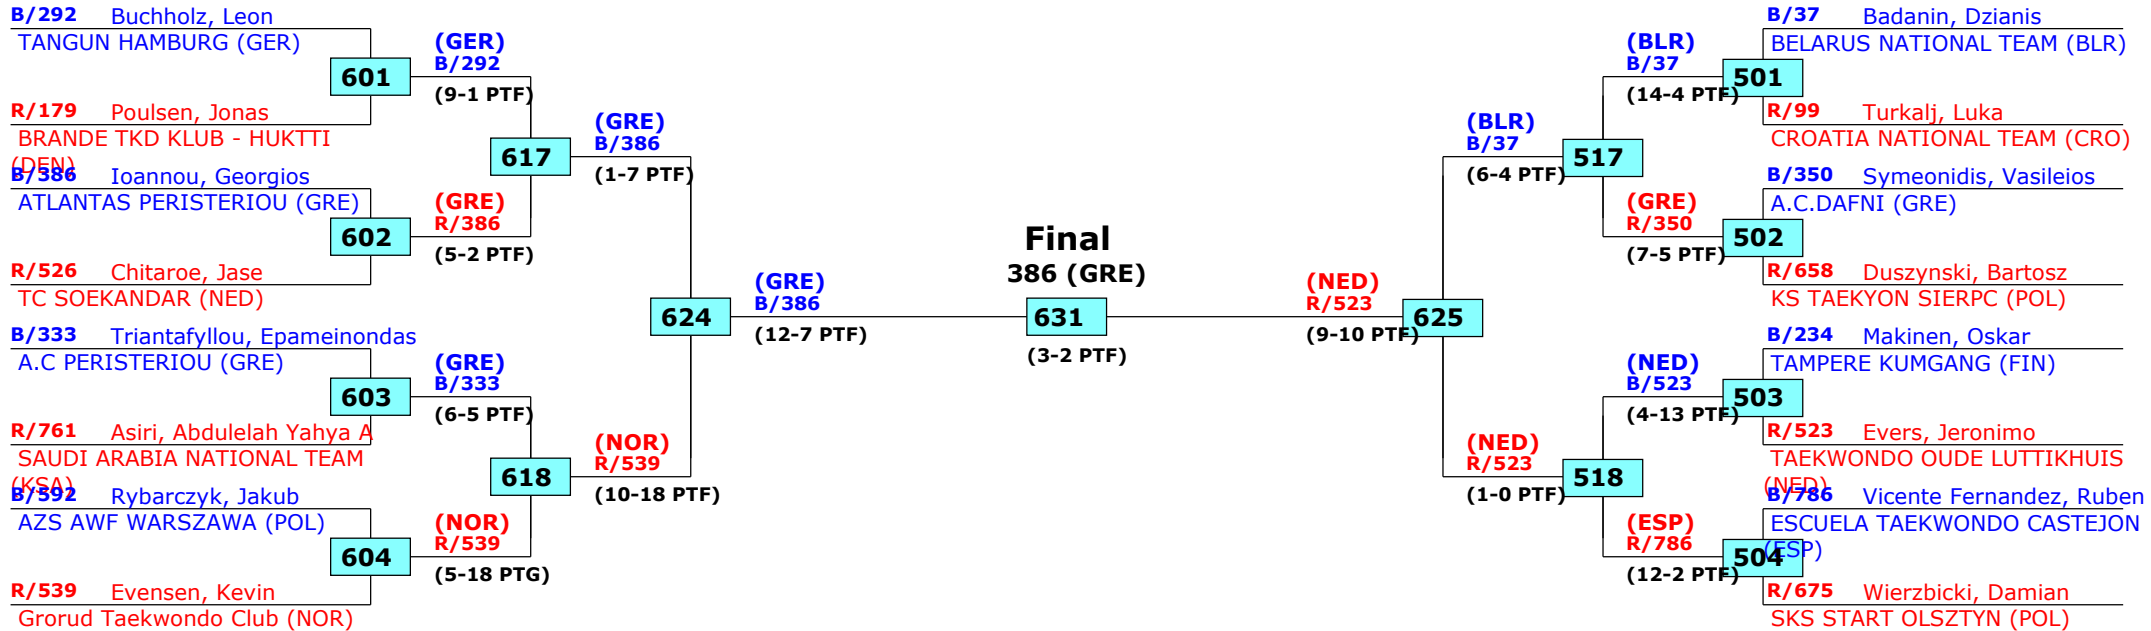 B/292 Buchholz, Leon
TANGUN HAMBURG (GER)
601
R/179 Poulsen, Jonas
BRANDE TKD KLUB - HUKTTI
(DEN)
B/386 Ioannou, Georgios
ATLANTAS PERISTERIOU (GRE)
602
R/526 Chitaroe, Jase
TC SOEKANDAR (NED)
B/333 Triantafyllou, Epameinondas
A.C PERISTERIOU (GRE)
603
R/761 Asiri, Abdulelah Yahya A
SAUDI ARABIA NATIONAL TEAM
(KSA)
B/592 Rybarczyk, Jakub
AZS AWF WARSZAWA (POL)
604
R/539 Evensen, Kevin
Grorud Taekwondo Club (NOR)
(GER)
B/292
(9-1 PTF)
617
(GRE)
R/386
(5-2 PTF)
(GRE)
B/333
(6-5 PTF)
618
(NOR)
R/539
(5-18 PTG)
(GRE)
B/386
(1-7 PTF)
624
(NOR)
R/539
(10-18 PTF)
(GRE)
B/386
(12-7 PTF)
Final
386 (GRE)
631
(3-2 PTF)
(NED)
R/523
(9-10 PTF)
625
(BLR)
B/37
(6-4 PTF)
517
(NED)
R/523
(1-0 PTF)
518
(BLR)
B/37
(14-4 PTF)
(GRE)
R/350
(7-5 PTF)
(NED)
B/523
(4-13 PTF)
(ESP)
R/786
(12-2 PTF)
B/37 Badanin, Dzianis
BELARUS NATIONAL TEAM (BLR)
501
R/99 Turkalj, Luka
CROATIA NATIONAL TEAM (CRO)
B/350 Symeonidis, Vasileios
A.C.DAFNI (GRE)
502
R/658 Duszynski, Bartosz
KS TAEKYON SIERPC (POL)
B/234 Makinen, Oskar
TAMPERE KUMGANG (FIN)
503
R/523 Evers, Jeronimo
TAEKWONDO OUDE LUTTIKHUIS
(NED)
B/786 Vicente Fernandez, Ruben
ESCUELA TAEKWONDO CASTEJON
(ESP)
504
R/675 Wierzbicki, Damian
SKS START OLSZTYN (POL)